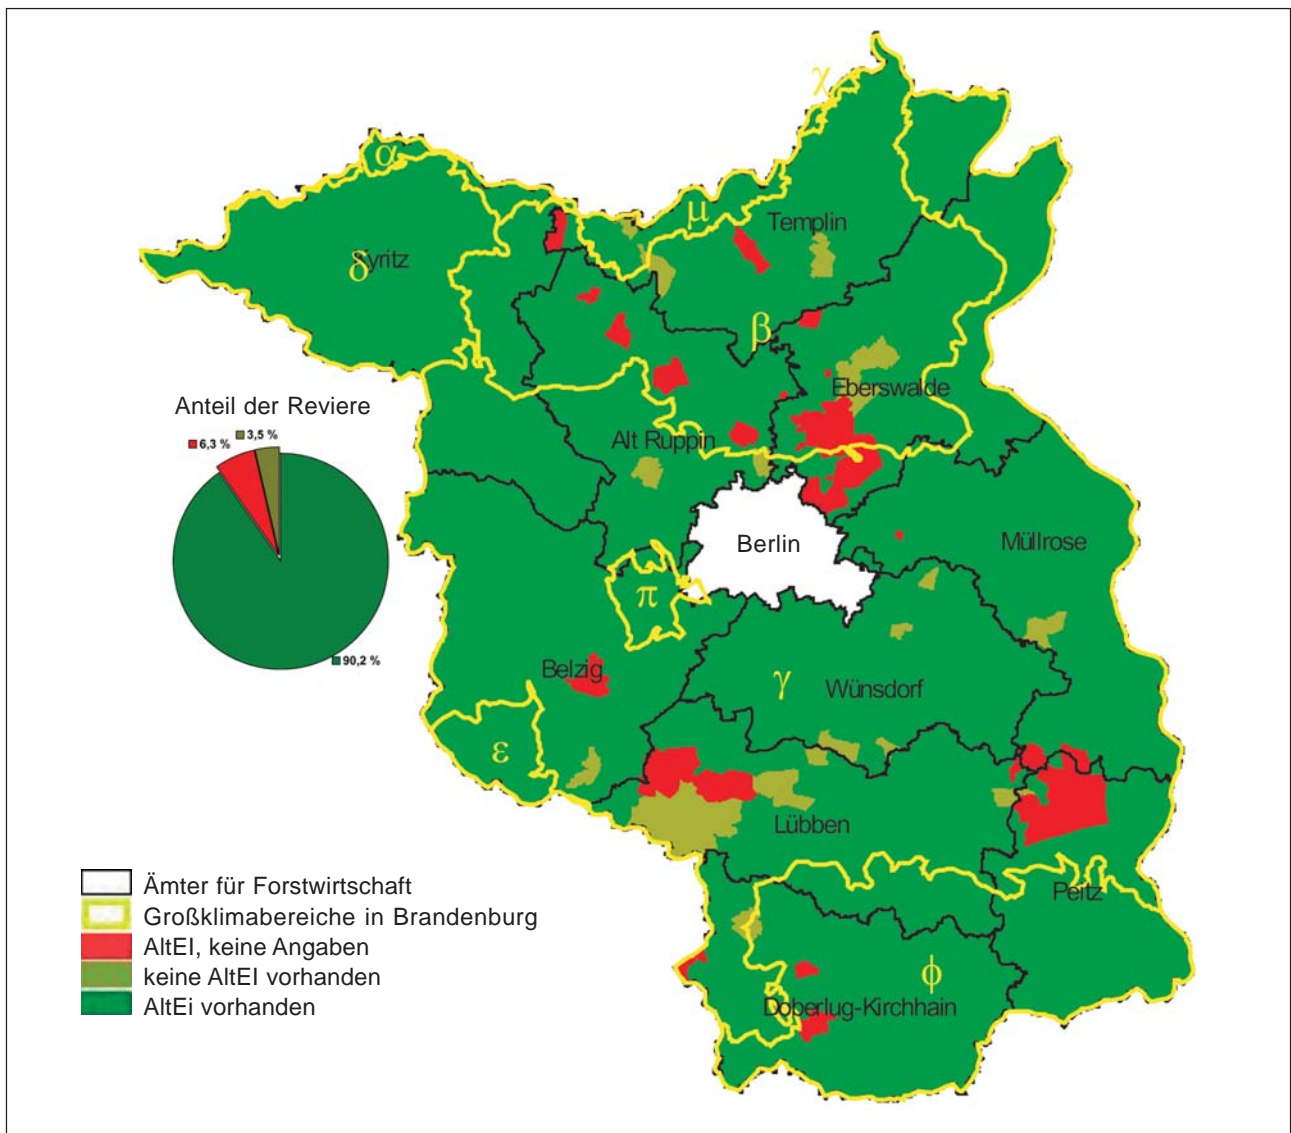 χ
α
μ
Templin
δ
Kyritz
β
Anteil der Reviere
6,3 %
3,5 %
90,2 %
Eberswalde
Alt Ruppin
Berlin
Müllrose
π
Belzig
γ
Wünsdorf
ε
Lübben
Peitz
ϕ
Doberlug-Kirchhain
Ämter für Forstwirtschaft
Großklimabereiche in Brandenburg
AltEI, keine Angaben
keine AltEI vorhanden
AltEi vorhanden